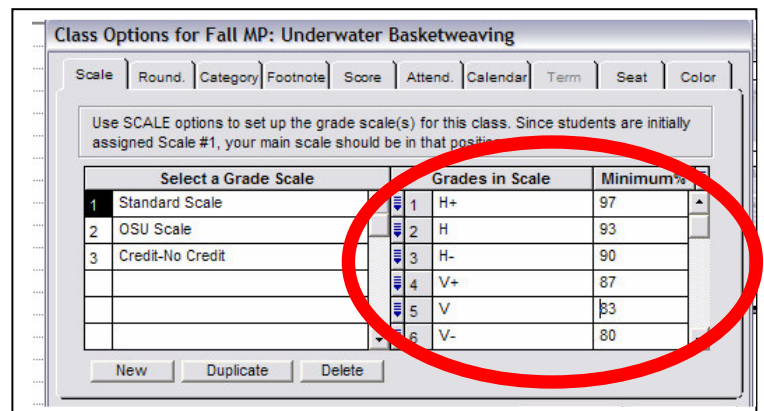 Class Options for Fall MP: Underwater Basketweaving
Scale Round. Category Footnote Score Attend. Calendar Term Seat Color
Use SCALE options to set up the grade scale(s) for this class. Since students are initially
assigned Scale #1, your main scale should be in that
Select a Grade Scale Grades in Scale Minimum%
1 Standard Scale 1 H+ 97
2 OSU Scale 2 H 93
3 Credit-No Credit 3 H- 90
4 V+ 87
5 V 83
6 V- 80
New Duplicate Delete